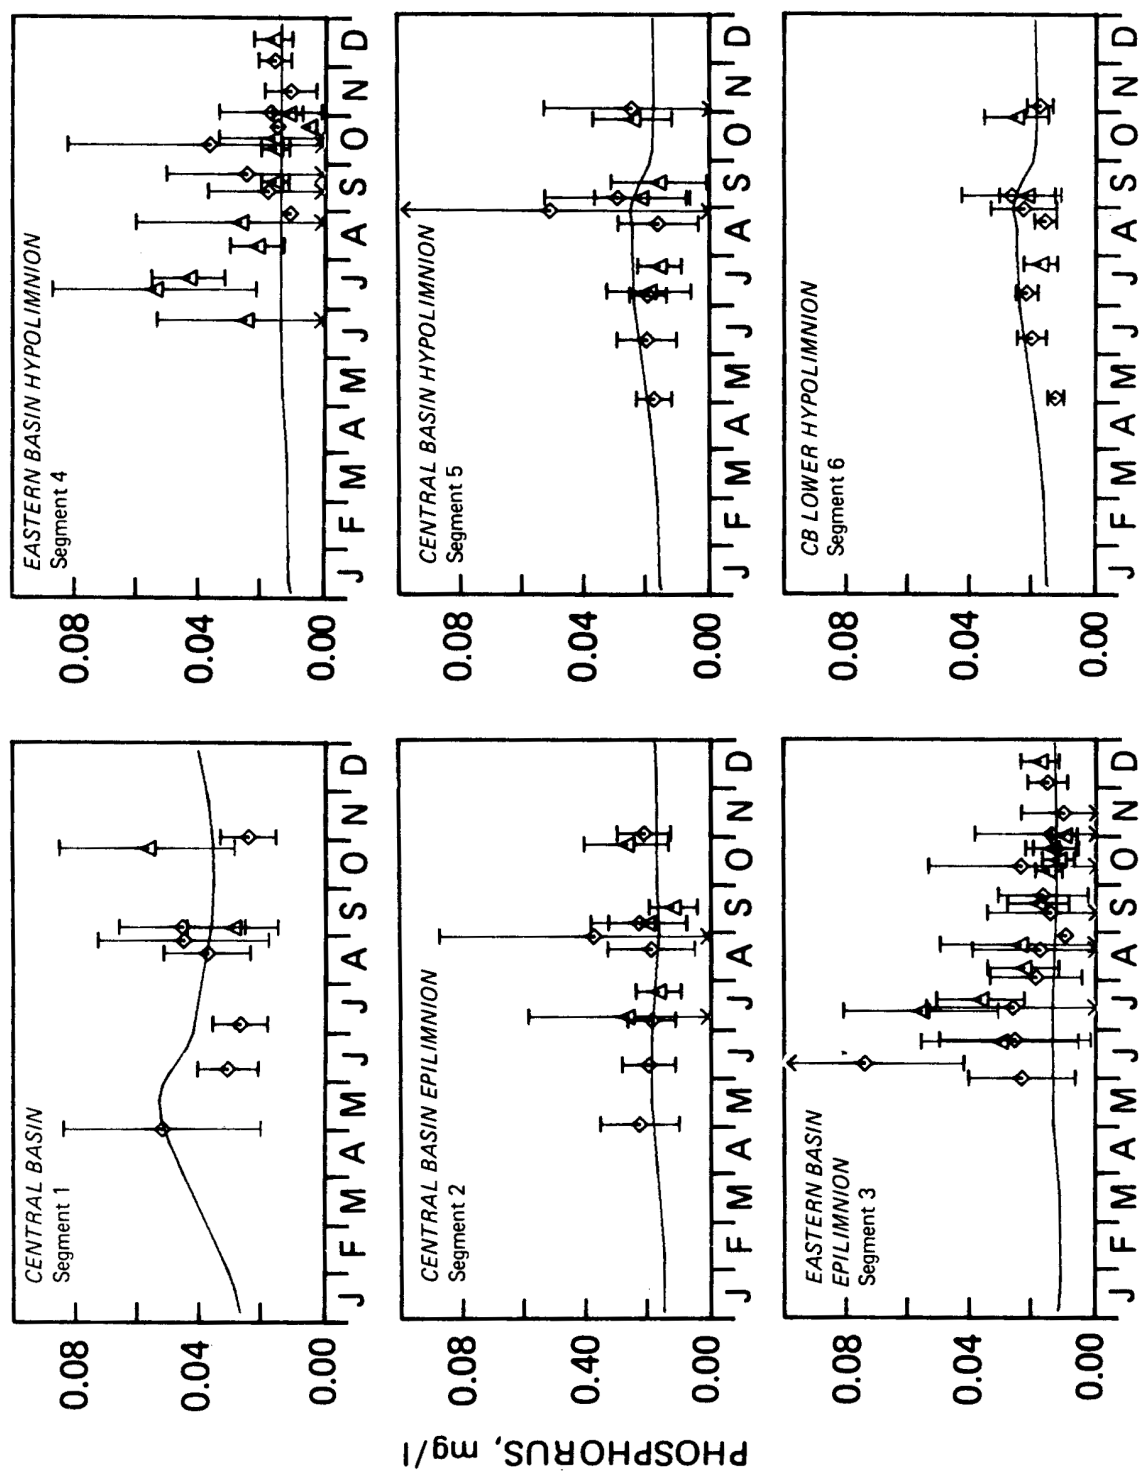 PHOSPHORUS, mg/l
CENTRAL BASIN
Segment 1
0.08
0.04
0.00
J F M A M J J A S O N D
EASTERN BASIN HYPOLIMNION
Segment 4
0.08
0.04
0.00
J F M A M J J A S O N D
CENTRAL BASIN EPILIMNION
Segment 2
0.08
0.40
0.00
J F M A M J J A S O N D
CENTRAL BASIN HYPOLIMNION
Segment 5
0.08
0.04
0.00
J F M A M J J A S O N D
EASTERN BASIN
EPILIMNION
Segment 3
0.08
0.04
0.00
J F M A M J J A S O N D
CB LOWER HYPOLIMNION
Segment 6
0.08
0.04
0.00
J F M A M J J A S O N D